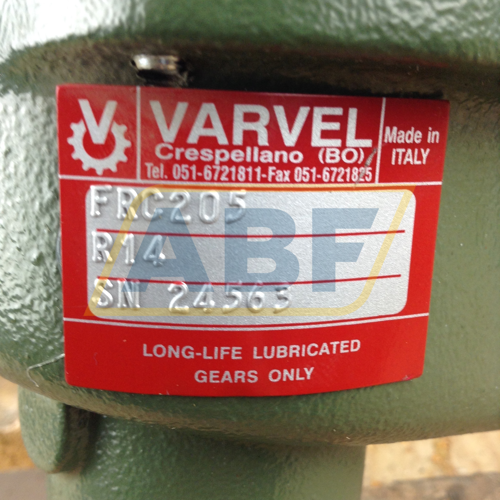 V
VARVEL
Crespellano (BO)
Tel. 051-6721811-Fax 051-6721825
Made in
ITALY
FRC205
R14
SN 24563
ABF
LONG-LIFE LUBRICATED
GEARS ONLY